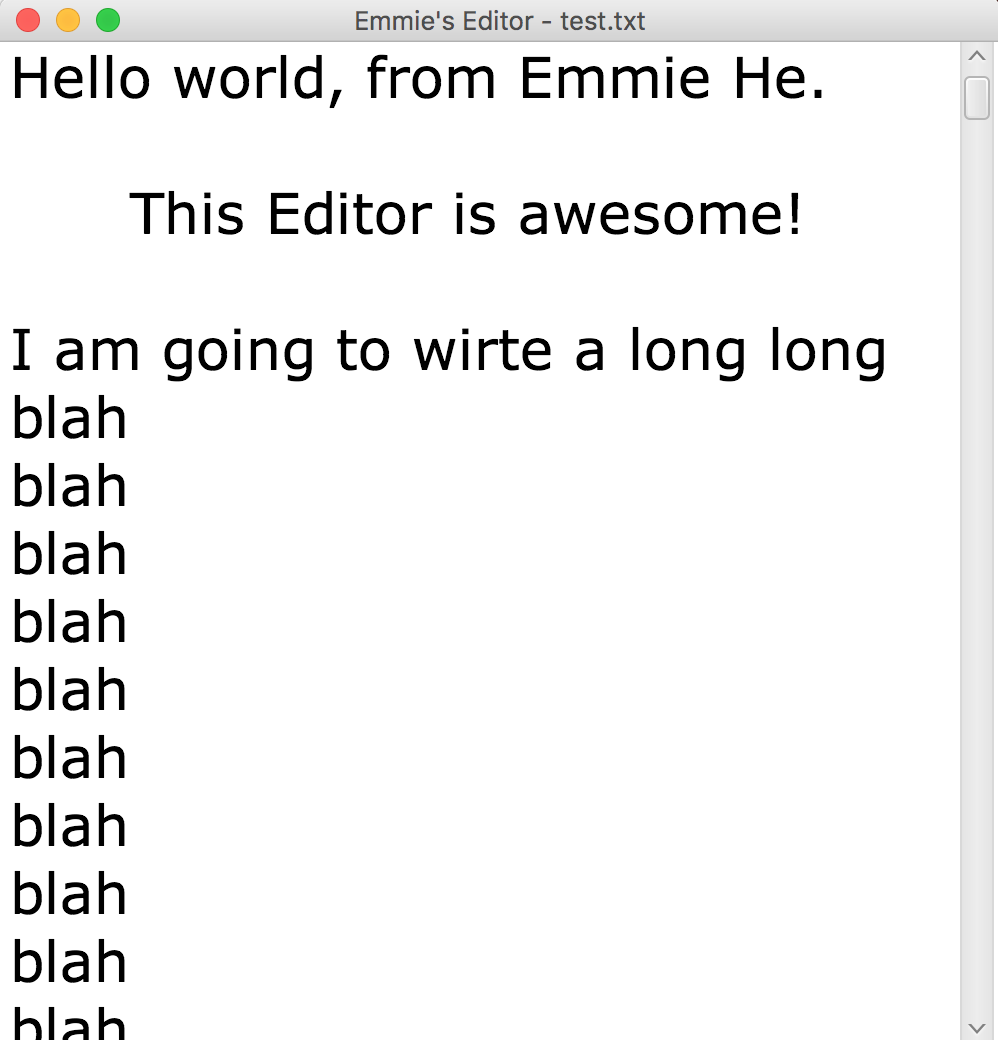 Emmie's Editor - test.txt
Hello world, from Emmie He.
This Editor is awesome!
I am going to wirte a long long
blah
blah
blah
blah
blah
blah
blah
blah
blah
blah